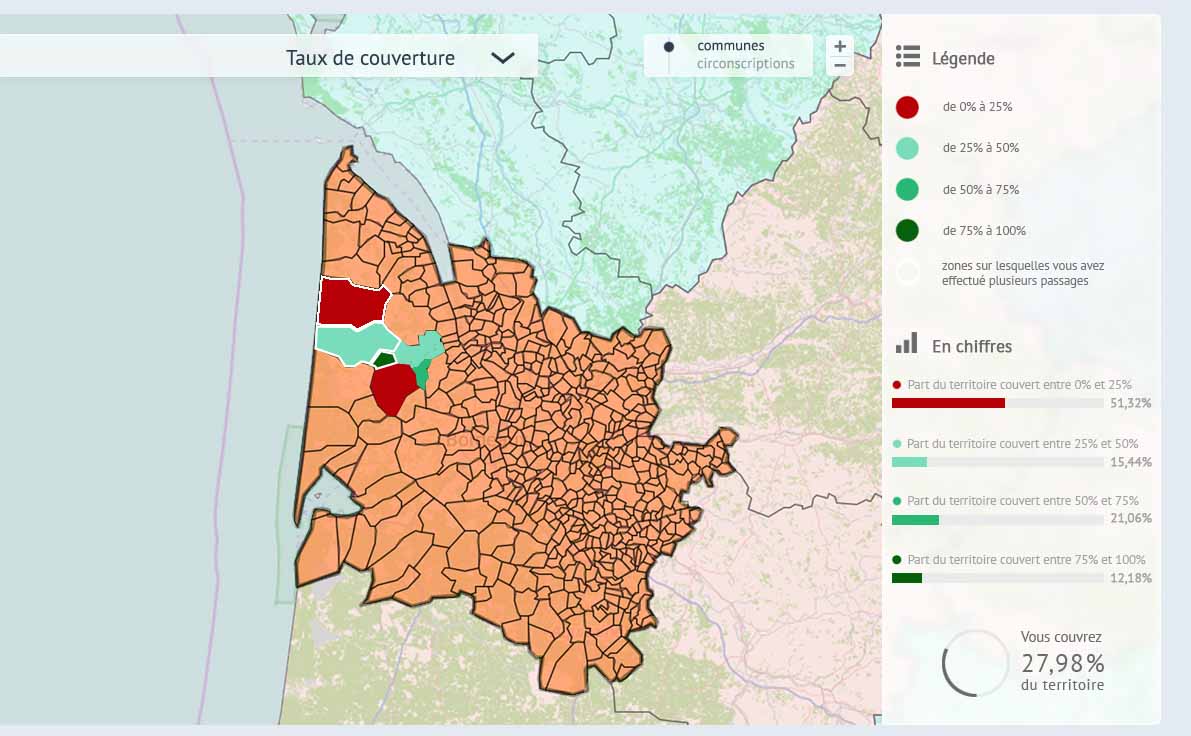 Taux de couverture
communes
circonscriptions
+
−
Légende
de 0% à 25%
de 25% à 50%
de 50% à 75%
de 75% à 100%
zones sur lesquelles vous avez
effectué plusieurs passages
En chiffres
Part du territoire couvert entre 0% et 25%
51,32%
Part du territoire couvert entre 25% et 50%
15,44%
Part du territoire couvert entre 50% et 75%
21,06%
Part du territoire couvert entre 75% et 100%
12,18%
Vous couvrez
27,98%
du territoire